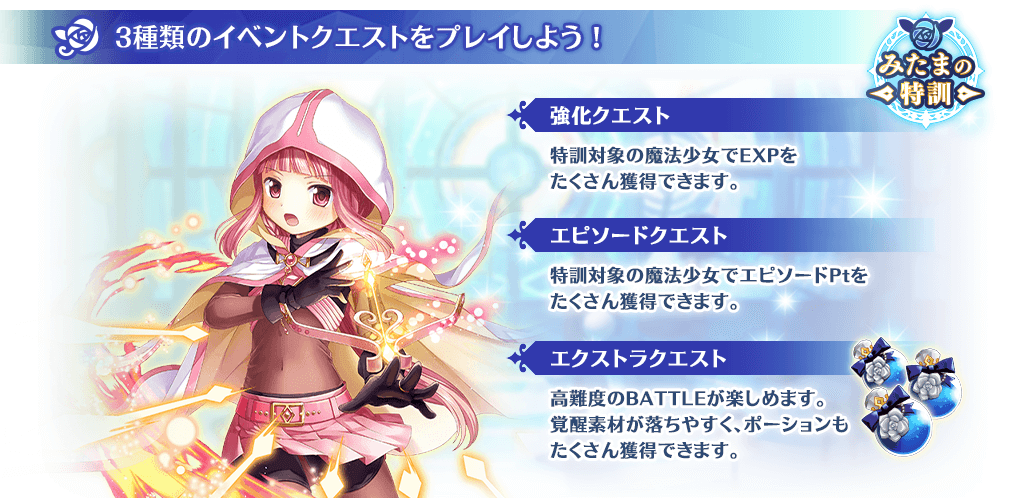 3種類のイベントクエストをプレイしよう！
みたまの
特訓
強化クエスト
特訓対象の魔法少女でEXPを
たくさん獲得できます。
エピソードクエスト
特訓対象の魔法少女でエピソードPtを
たくさん獲得できます。
エクストラクエスト
高難度のBATTLEが楽しめます。
覚醒素材が落ちやすく、ポーションも
たくさん獲得できます。